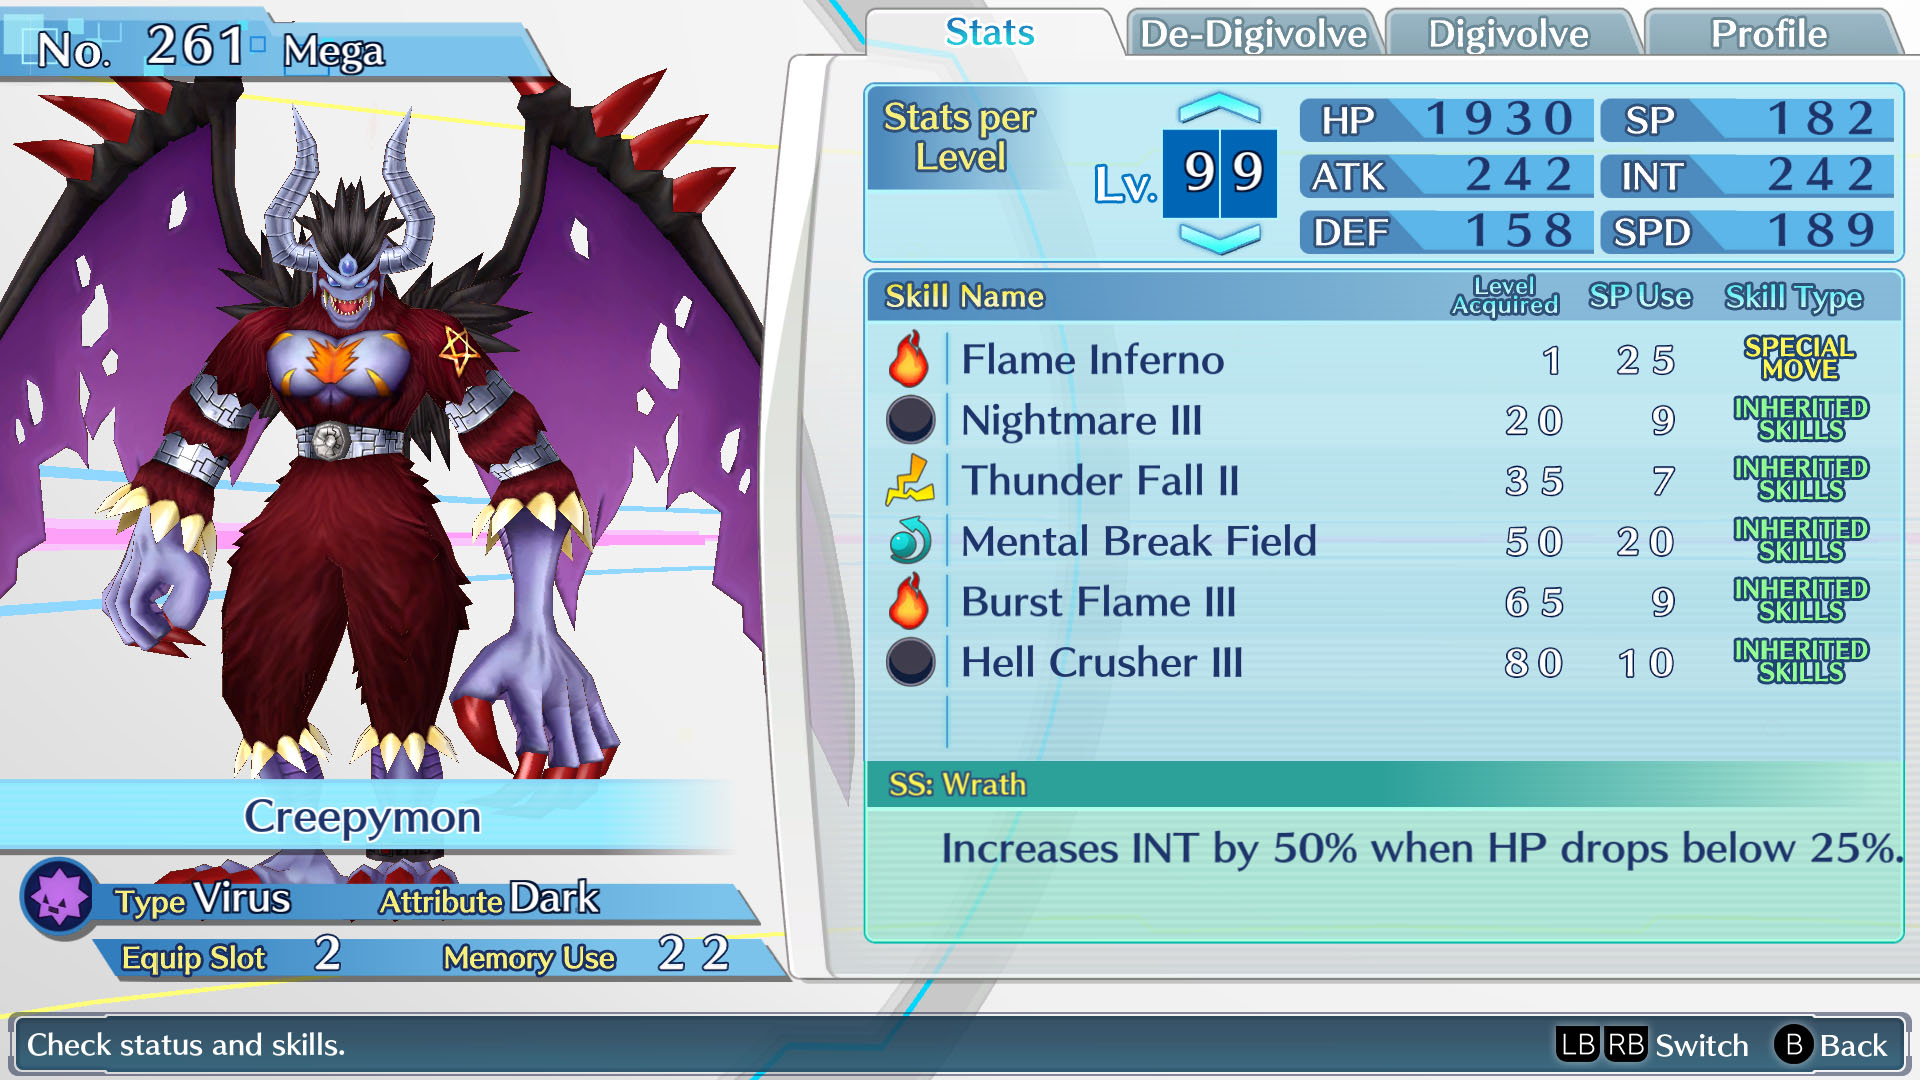 No. 261 Mega
Stats De-Digivolve Digivolve Profile
Stats per
Level
Lv. 99
HP 1930 SP 182
ATK 242 INT 242
DEF 158 SPD 189
Skill Name Level Acquired SP Use Skill Type
Flame Inferno 1 25 SPECIAL MOVE
Nightmare III 20 9 INHERITED SKILLS
Thunder Fall II 35 7 INHERITED SKILLS
Mental Break Field 50 20 INHERITED SKILLS
Burst Flame III 65 9 INHERITED SKILLS
Hell Crusher III 80 10 INHERITED SKILLS
SS: Wrath
Increases INT by 50% when HP drops below 25%.
Creepymon
Type Virus Attribute Dark
Equip Slot 2 Memory Use 22
Check status and skills.
LB RB Switch B Back